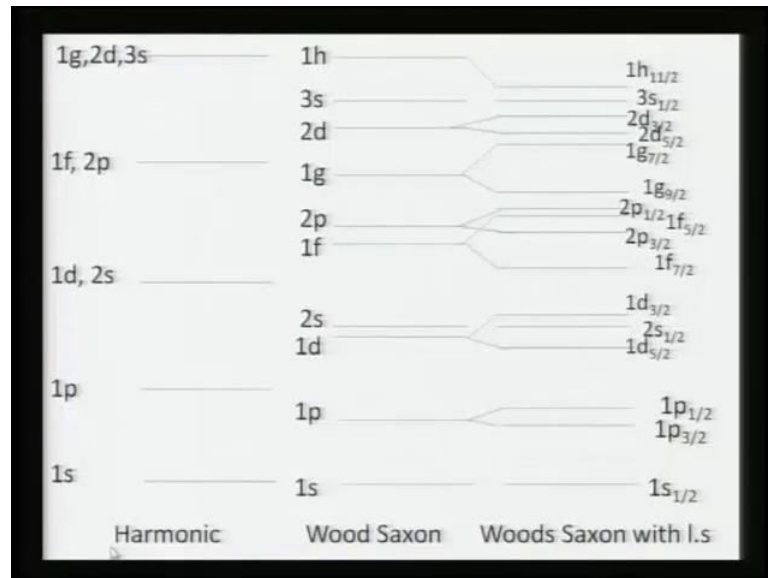 1g,2d,3s
1f, 2p
1d, 2s
1p
1s
Harmonic
1h
3s
2d
1g
2p
1f
2s
1d
1p
1s
Wood Saxon
1h11/2
3s1/2
2d3/2
2d5/2
1g7/2
1g9/2
2p1/2 1f5/2
2p3/2
1f7/2
1d3/2
2s1/2
1d5/2
1p1/2
1p3/2
1s1/2
Woods Saxon with l.s